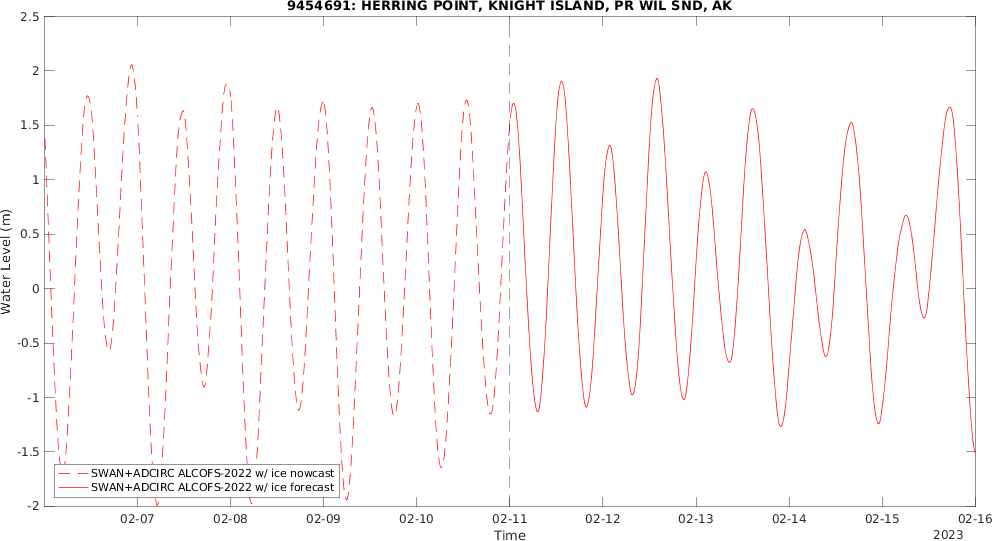 9454691: HERRING POINT, KNIGHT ISLAND, PR WIL SND, AK
2.5
2
1.5
1
0.5
0
-0.5
-1
-1.5
-2
Water Level (m)
SWAN+ADCIRC ALCOFS-2022 w/ ice nowcast
SWAN+ADCIRC ALCOFS-2022 w/ ice forecast
02-07 02-08 02-09 02-10 02-11 02-12 02-13 02-14 02-15 02-16
Time
2023